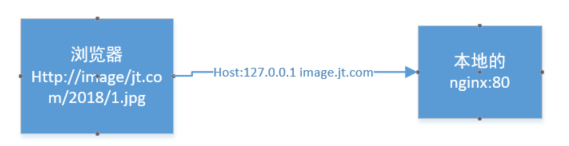 浏览器
Http://image/jt.co
m/2018/1.jpg
Host:127.0.0.1 image.jt.com
本地的
nginx:80